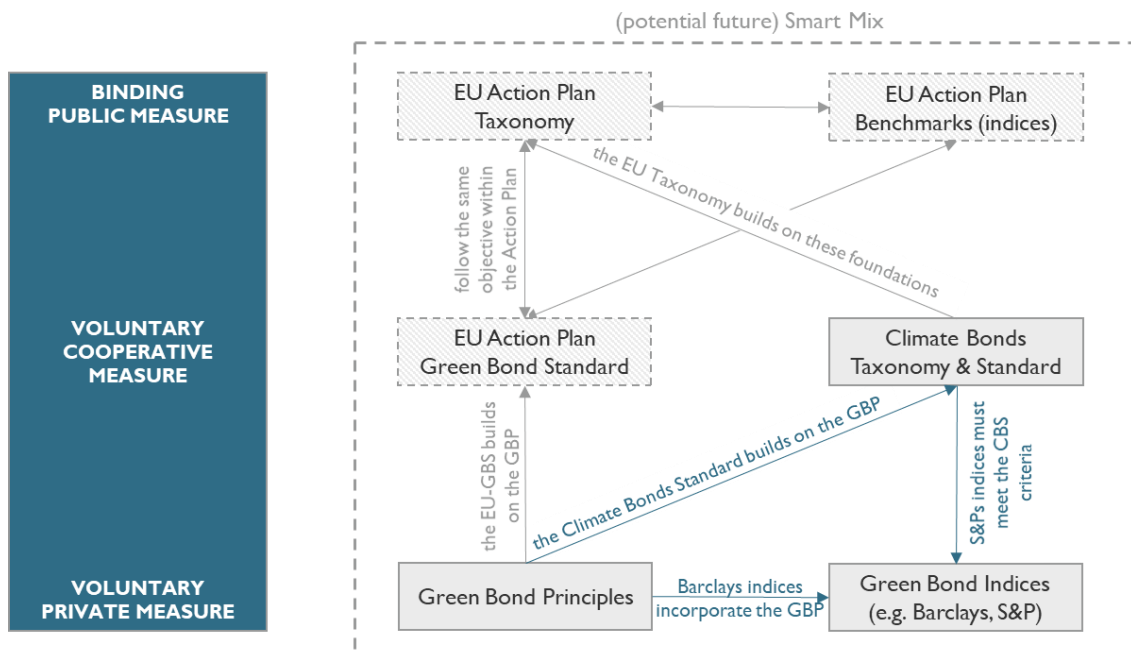 (potential future) Smart Mix
BINDING
PUBLIC MEASURE
EU Action Plan
Taxonomy
EU Action Plan
Benchmarks (indices)
follow the same
objective within
the Action Plan
the EU Taxonomy builds on these foundations
VOLUNTARY
COOPERATIVE
MEASURE
EU Action Plan
Green Bond Standard
Climate Bonds
Taxonomy & Standard
the EU-GBS builds
on the GBP
the Climate Bonds Standard builds on the GBP
S&Ps indices must
meet the CBS
criteria
VOLUNTARY
PRIVATE MEASURE
Green Bond Principles
Barclays indices
incorporate the GBP
Green Bond Indices
(e.g. Barclays, S&P)